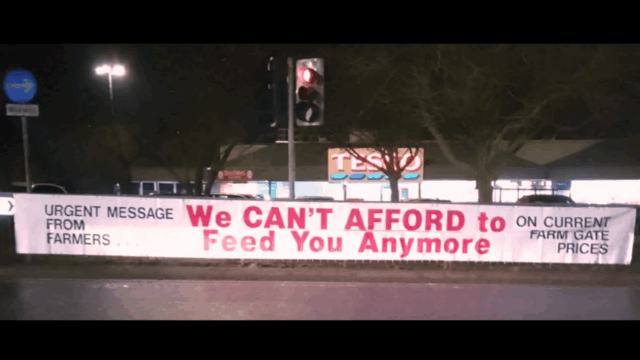 TESCO
URGENT MESSAGE
FROM
FARMERS . . .
We CAN'T AFFORD to
Feed You Anymore
ON CURRENT
FARM GATE
PRICES